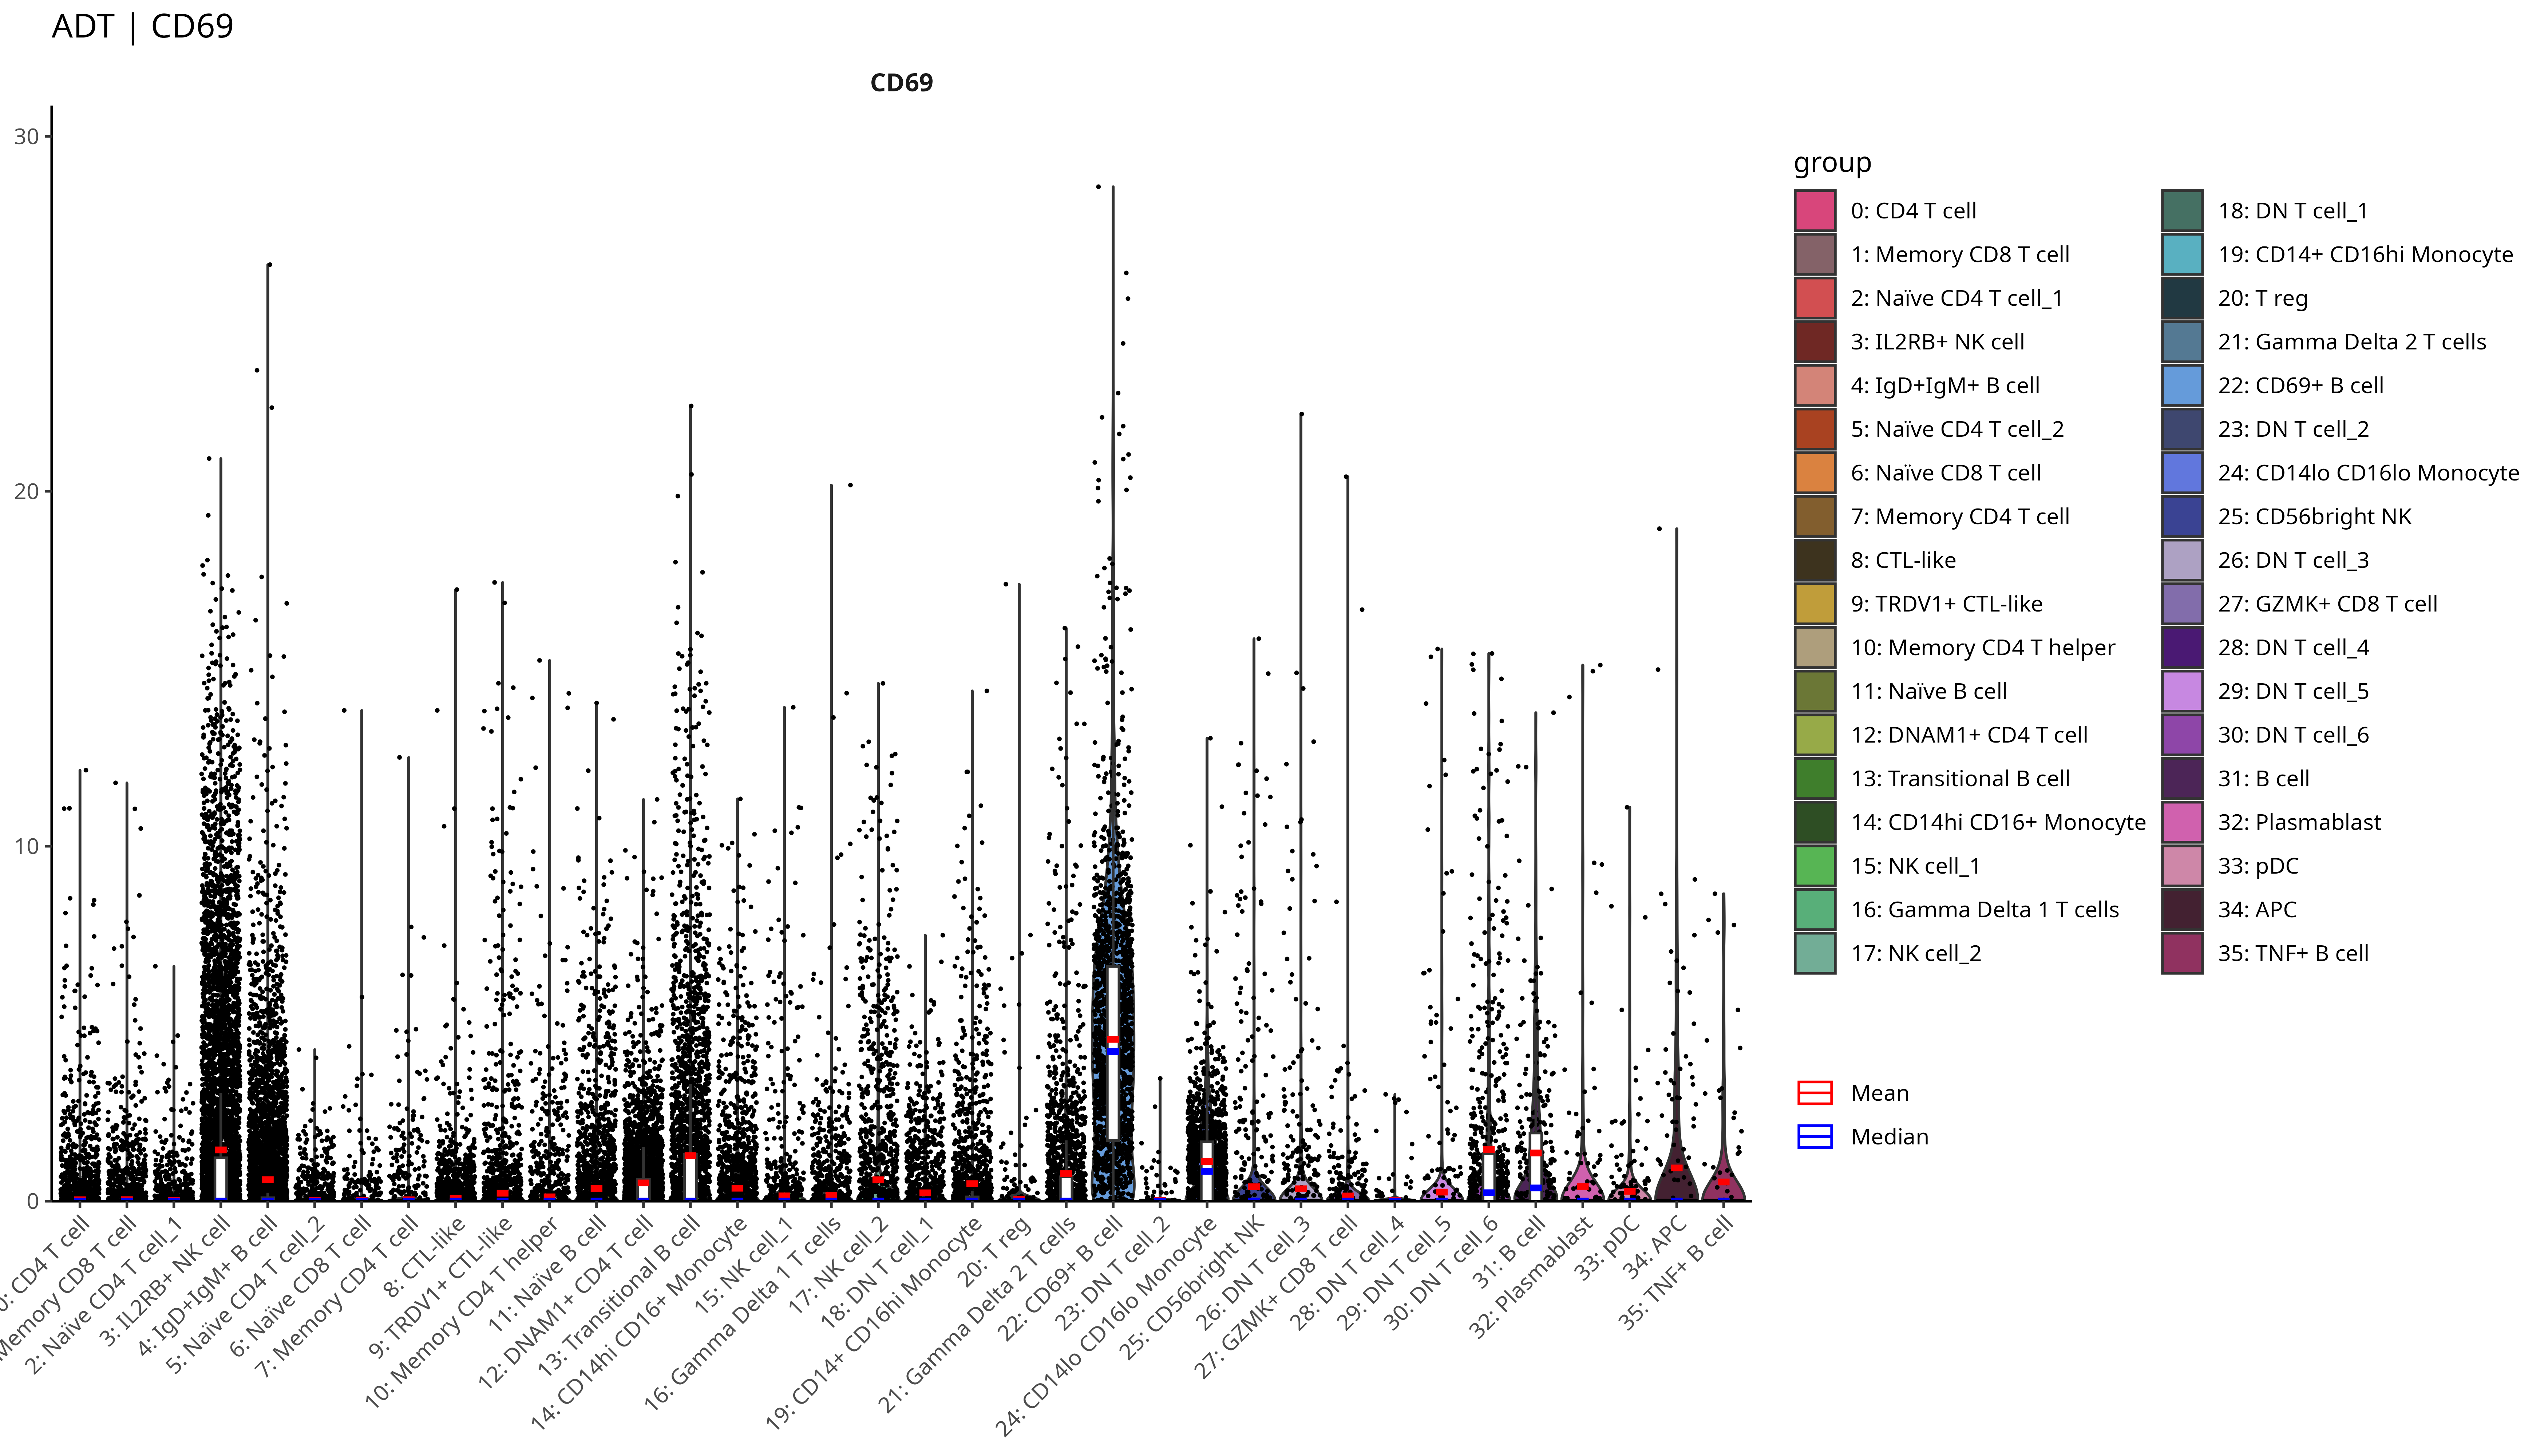 ADT | CD69
CD69
30
20
10
0
0: CD4 T cell
Memory CD8 T cell
2: Naïve CD4 T cell_1
3: IL2RB+ NK cell
4: IgD+IgM+ B cell
5: Naïve CD4 T cell_2
6: Naïve CD8 T cell
7: Memory CD4 T cell
8: CTL-like
9: TRDV1+ CTL-like
10: Memory CD4 T helper
11: Naïve B cell
12: DNAM1+ CD4 T cell
13: Transitional B cell
14: CD14hi CD16+ Monocyte
15: NK cell_1
16: Gamma Delta 1 T cells
17: NK cell_2
18: DN T cell_1
19: CD14+ CD16hi Monocyte
20: T reg
21: Gamma Delta 2 T cells
22: CD69+ B cell
23: DN T cell_2
24: CD14lo CD16lo Monocyte
25: CD56bright NK
26: DN T cell_3
27: GZMK+ CD8 T cell
28: DN T cell_4
29: DN T cell_5
30: DN T cell_6
31: B cell
32: Plasmablast
33: pDC
34: APC
35: TNF+ B cell
group
0: CD4 T cell
1: Memory CD8 T cell
2: Naïve CD4 T cell_1
3: IL2RB+ NK cell
4: IgD+IgM+ B cell
5: Naïve CD4 T cell_2
6: Naïve CD8 T cell
7: Memory CD4 T cell
8: CTL-like
9: TRDV1+ CTL-like
10: Memory CD4 T helper
11: Naïve B cell
12: DNAM1+ CD4 T cell
13: Transitional B cell
14: CD14hi CD16+ Monocyte
15: NK cell_1
16: Gamma Delta 1 T cells
17: NK cell_2
18: DN T cell_1
19: CD14+ CD16hi Monocyte
20: T reg
21: Gamma Delta 2 T cells
22: CD69+ B cell
23: DN T cell_2
24: CD14lo CD16lo Monocyte
25: CD56bright NK
26: DN T cell_3
27: GZMK+ CD8 T cell
28: DN T cell_4
29: DN T cell_5
30: DN T cell_6
31: B cell
32: Plasmablast
33: pDC
34: APC
35: TNF+ B cell
Mean
Median